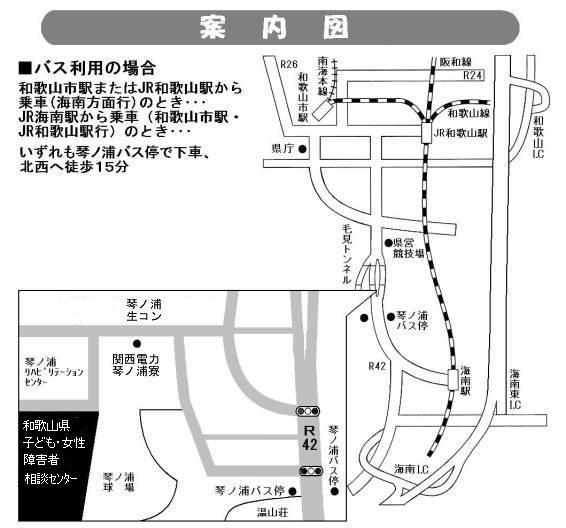 案内図
■バス利用の場合
和歌山市駅またはJR和歌山駅から
乗車(海南方面行)のとき･･･
JR海南駅から乗車（和歌山市駅・
JR和歌山駅行）のとき･･･
いずれも琴ノ浦バス停で下車、
北西へ徒歩15分
R26
南海本線
和歌山市駅
阪和線
R24
和歌山線
JR和歌山駅
和歌山I.C
県庁
毛見トンネル
県営
競技場
琴ノ浦
バス停
R42
海南駅
海南東I.C
海南I.C
琴ノ浦
生コン
琴ノ浦
リハビリテーション
センター
関西電力
琴ノ浦寮
和歌山県
子ども・女性
障害者
相談センター
琴ノ浦
球場
R
42
琴ノ浦バス停
琴ノ浦バス停
温山荘